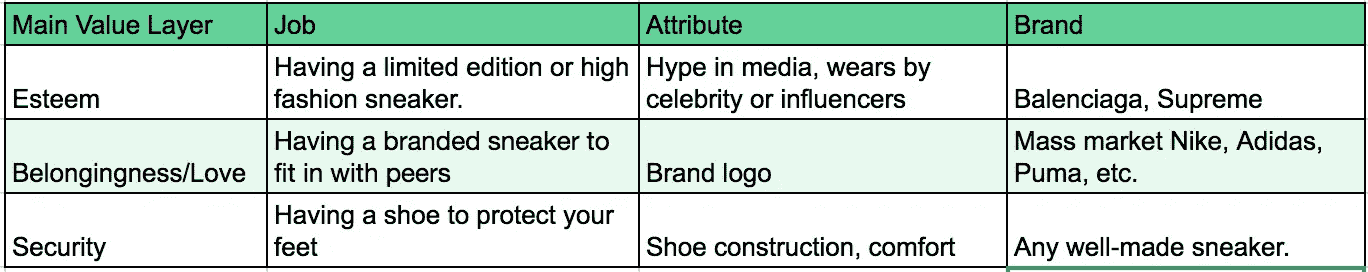 Main Value Layer Job Attribute Brand
Esteem
Having a limited edition or high
fashion sneaker.
Hype in media, wears by
celebrity or influencers
Balenciaga, Supreme
Belongingness/Love
Having a branded sneaker to
fit in with peers
Brand logo
Mass market Nike, Adidas,
Puma, etc.
Security
Having a shoe to protect your
feet
Shoe construction, comfort
Any well-made sneaker.